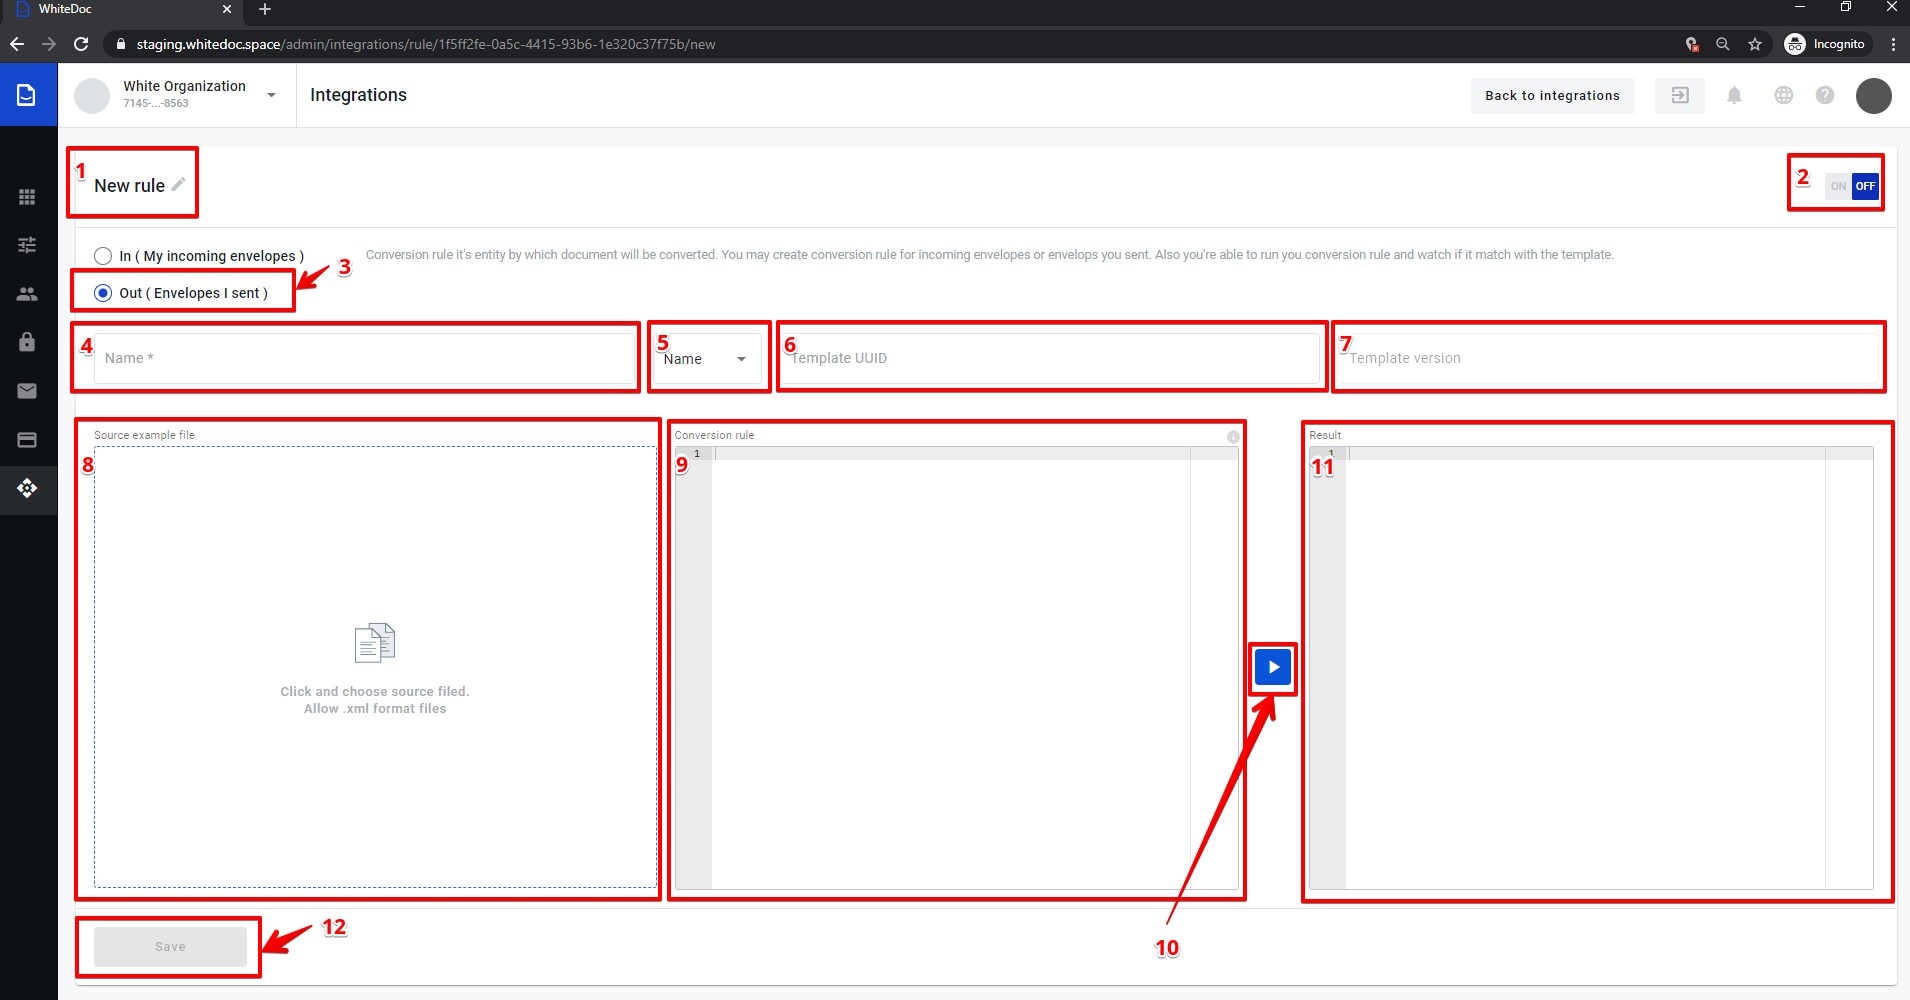 WhiteDoc
staging.whitedoc.space/admin/integrations/rule/1f5ff2fe-0a5c-4415-93b6-1e320c37f75b/new
Incognito
White Organization
7145-...-8563
Integrations
Back to integrations
1
New rule
2
ON OFF
In ( My incoming envelopes )
Conversion rule it's entity by which document will be converted. You may create conversion rule for incoming envelopes or envelops you sent. Also you're able to run you conversion rule and watch if it match with the template.
3
Out ( Envelopes I sent )
4
Name *
5
Name
6
Template UUID
7
Template version
Source example file
8
Click and choose source filed.
Allow .xml format files
Conversion rule
1
9
10
Result
1
11
Save
12